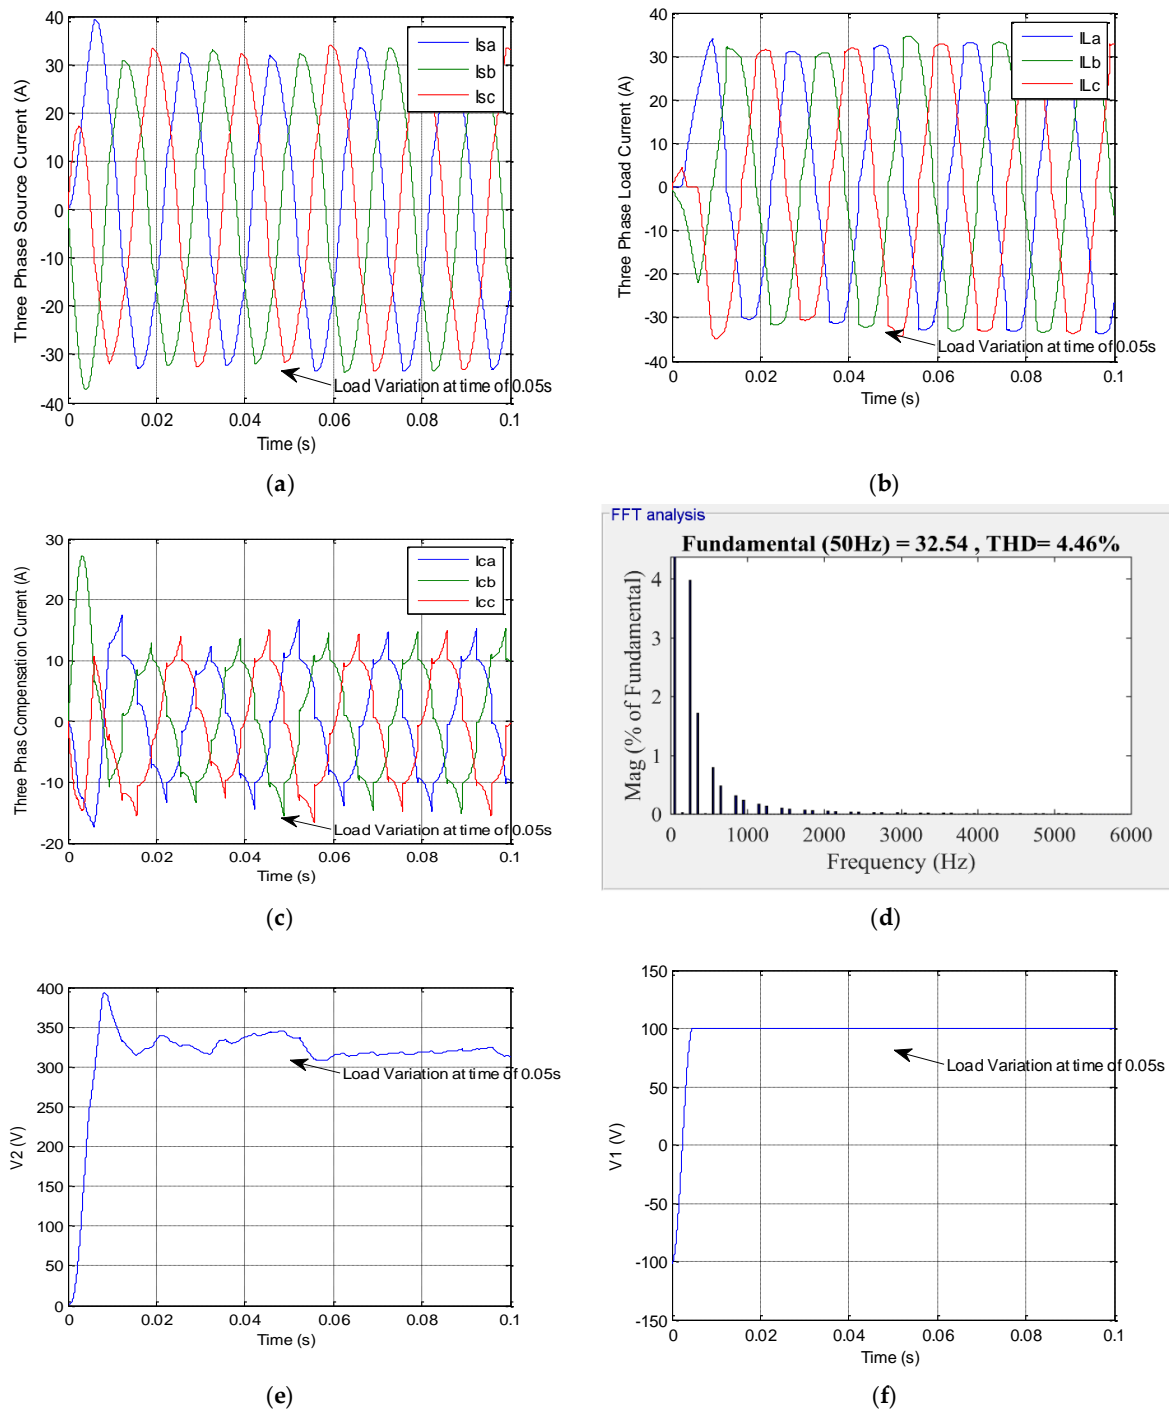 40
30
20
10
0
-10
-20
-30
-40
Three Phase Source Current (A)
Isa
Isb
Isc
Load Variation at time of 0.05s
0 0.02 0.04 0.06 0.08 0.1
Time (s)
(a)
40
30
20
10
0
-10
-20
-30
-40
Three Phase Load Current (A)
ILa
ILb
ILc
Load Variation at time of 0.05s
0 0.02 0.04 0.06 0.08 0.1
Time (s)
(b)
30
20
10
0
-10
-20
Three Phas Compensation Current (A)
Ica
Icb
Icc
Load Variation at time of 0.05s
0 0.02 0.04 0.06 0.08 0.1
Time (s)
(c)
FFT analysis
Fundamental (50Hz) = 32.54 , THD= 4.46%
4
3
2
1
0
Mag (% of Fundamental)
0 1000 2000 3000 4000 5000 6000
Frequency (Hz)
(d)
400
350
300
250
200
150
100
50
0
V2 (V)
Load Variation at time of 0.05s
0 0.02 0.04 0.06 0.08 0.1
Time (s)
(e)
150
100
50
0
-50
-100
-150
V1 (V)
Load Variation at time of 0.05s
0 0.02 0.04 0.06 0.08 0.1
Time (s)
(f)